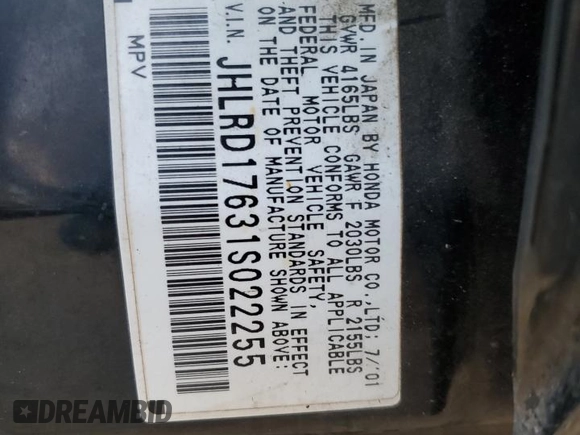 MFD. IN JAPAN BY HONDA MOTOR CO.,LTD; 7/'01
GVWR 4165LBS GAWR F 2030LBS R 2155LBS
THIS VEHICLE CONFORMS TO ALL APPLICABLE
FEDERAL MOTOR VEHICLE SAFETY,
AND THEFT PREVENTION STANDARDS IN EFFECT
ON THE DATE OF MANUFACTURE SHOWN ABOVE:
V.I.N. JHLRD17631S022255
MPV
DREAMBID